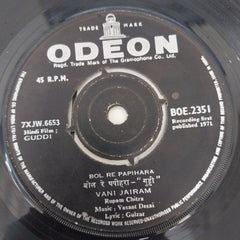 TRADE MARK
ODEON
Regd. Trade Mark of The Gramophone Co., Ltd.
45 R.P.M.
7XJW.6653
Hindi Film :
GUDDI
BOE.2351
Recording first
published 1971
BOL RE PAPIHARA
बोल रे पपीहरा-"गुड्डी"
VANI JAIRAM
Rupam Chitra
Music : Vasant Desai
Lyric : Gulzar